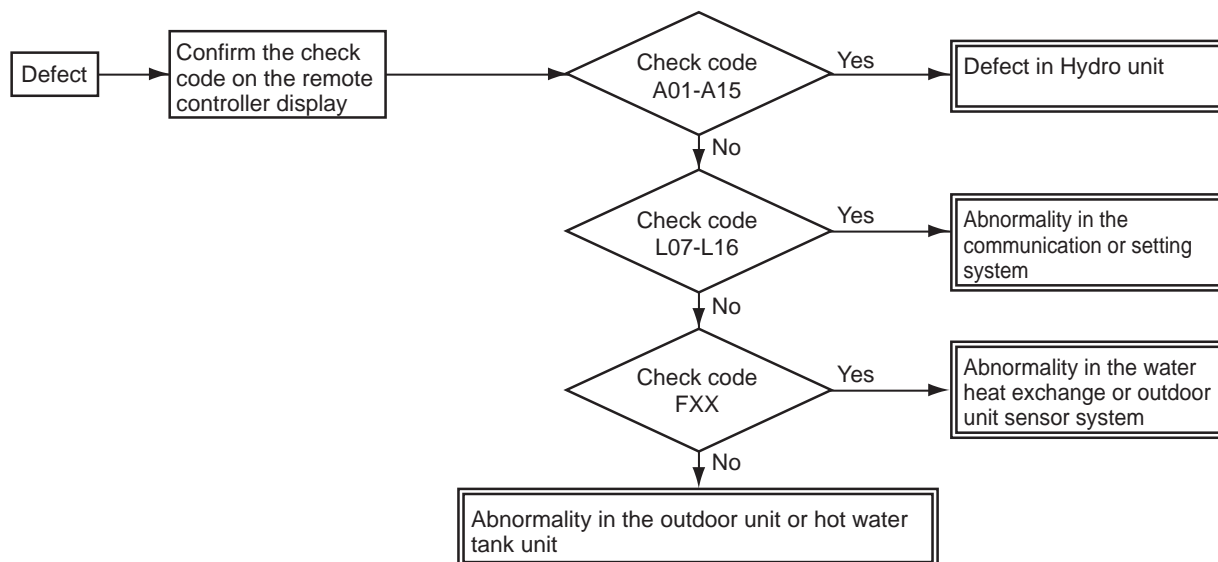 Defect
Confirm the check
code on the remote
controller display
Check code
A01-A15
Yes
Defect in Hydro unit
No
Check code
L07-L16
Yes
Abnormality in the
communication or setting
system
No
Check code
FXX
Yes
Abnormality in the water
heat exchange or outdoor
unit sensor system
No
Abnormality in the outdoor unit or hot water
tank unit